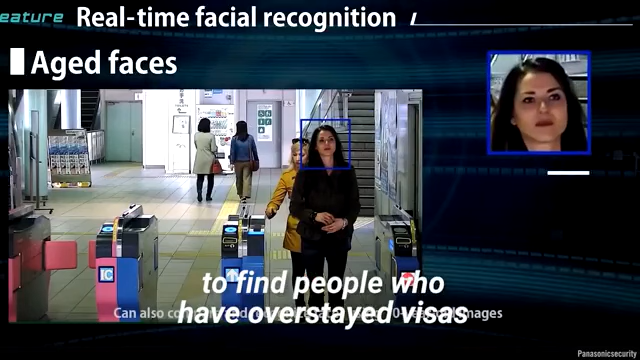 eature Real-time facial recognition
Aged faces
IC
to find people who
Can also co
images
have overstayed visas
Panasonicsecurity